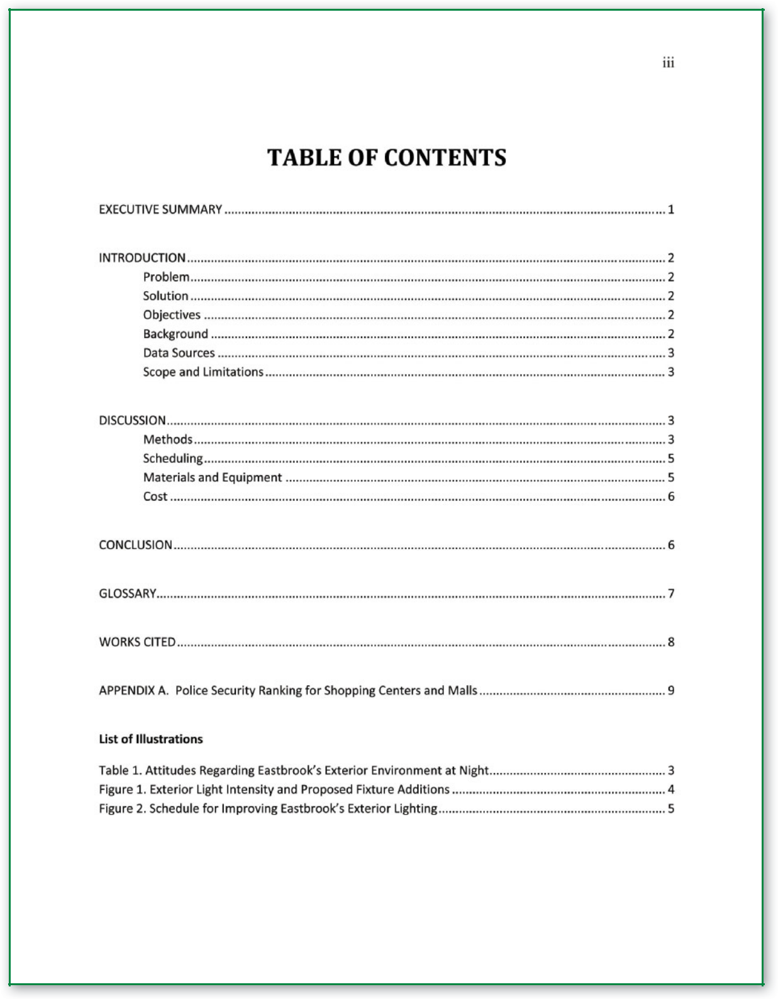 iii
TABLE OF CONTENTS
EXECUTIVE SUMMARY ........................................................................ 1
INTRODUCTION ........................................................................ 2
Problem ........................................................................ 2
Solution ........................................................................ 2
Objectives ........................................................................ 2
Background ........................................................................ 2
Data Sources ........................................................................ 3
Scope and Limitations ........................................................................ 3
DISCUSSION ........................................................................ 3
Methods ........................................................................ 3
Scheduling ........................................................................ 5
Materials and Equipment ........................................................................ 5
Cost ........................................................................ 6
CONCLUSION ........................................................................ 6
GLOSSARY ........................................................................ 7
WORKS CITED ........................................................................ 8
APPENDIX A.  Police Security Ranking for Shopping Centers and Malls ........................................ 9
List of Illustrations
Table 1. Attitudes Regarding Eastbrook’s Exterior Environment at Night ........................................ 3
Figure 1. Exterior Light Intensity and Proposed Fixture Additions ........................................ 4
Figure 2. Schedule for Improving Eastbrook’s Exterior Lighting ........................................ 5